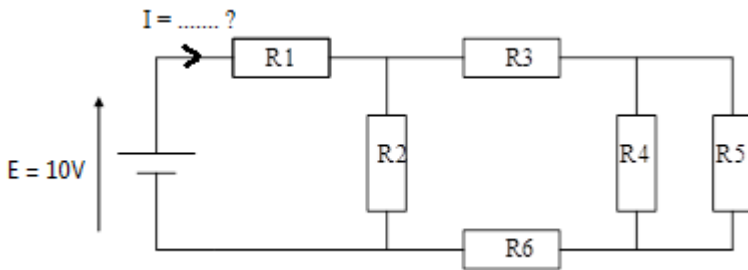 I = ....... ?
R1
R3
R2
R4
R5
E = 10V
R6